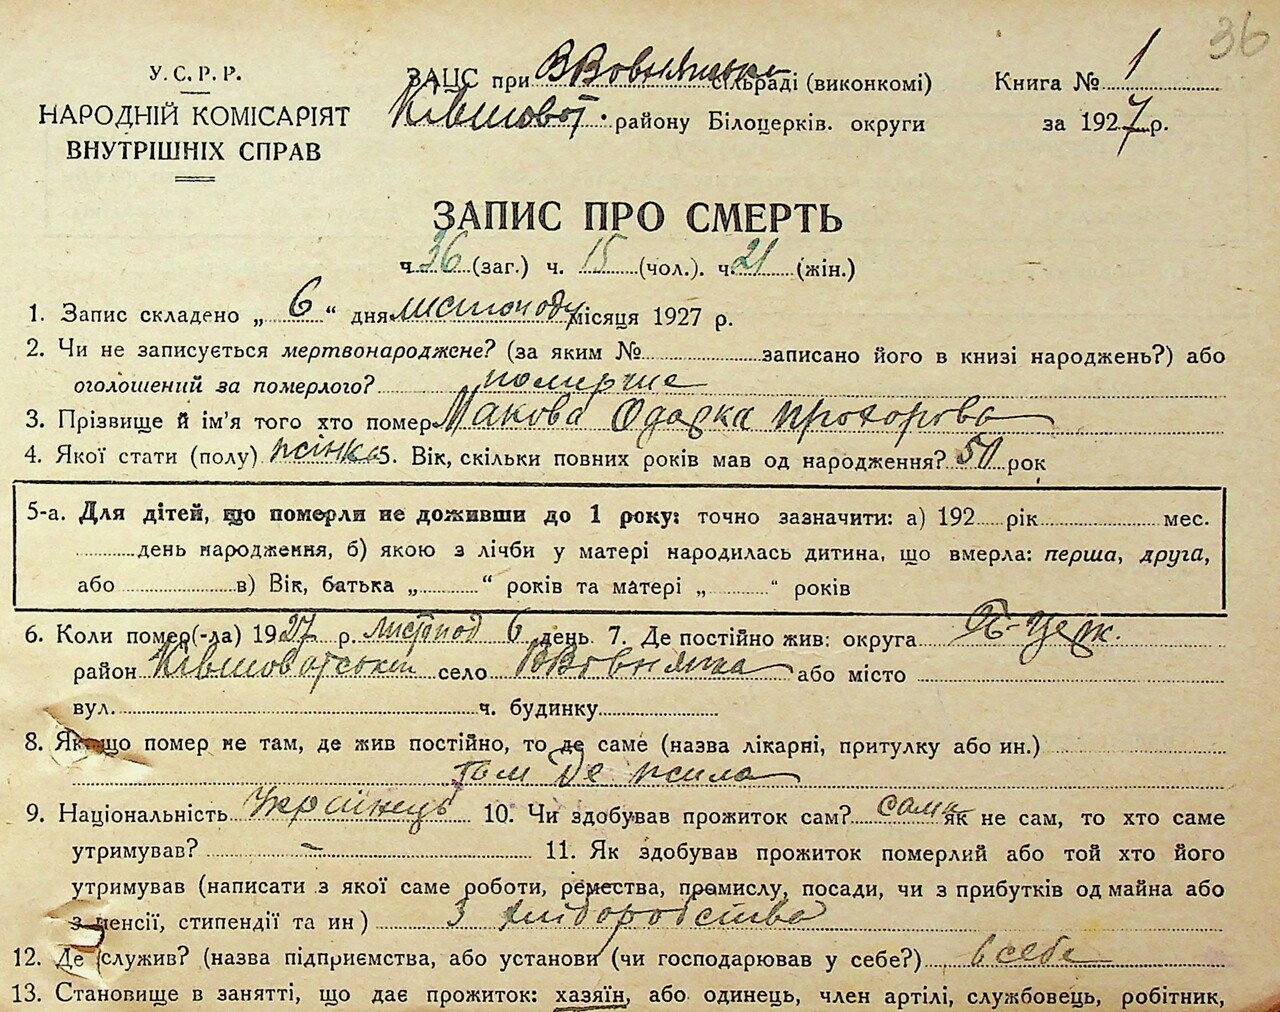 36
У.С.Р.Р.
НАРОДНІЙ КОМІСАРІЯТ
ВНУТРІШНІХ СПРАВ
ЗАЦС при ВВовнянське сільраді (виконкомі)
Ківшоват. району Білоцерків. округи
Книга № 1
за 1927 р.
ЗАПИС ПРО СМЕРТЬ
ч. 36 (заг.) ч. 15 (чол.). ч. 21 (жін.)
1. Запис складено „ 6 “ дня листопаду місяця 1927 р.
2. Чи не записується мертвонароджене? (за яким № записано його в книзі народжень?) або
оголошений за померлого? померше
3. Прізвище й ім'я того хто помер Макова Одарка Прохорова
4. Якої стати (полу) жінка 5. Вік, скільки повних років мав од народження? 50 рок
5-а. Для дітей, що померли не доживши до 1 року: точно зазначити: а) 192 рік мес.
день народження, б) якою з лічби у матері народилась дитина, що вмерла: перша, друга,
або в) Вік, батька „ “ років та матері „ “ років
6. Коли помер(-ла) 1927 р. листопад 6 день 7. Де постійно жив: округа Б-Церк.
район Ківшоватський село ВВовнянка або місто
вул. ч. будинку
8. Якщо помер не там, де жив постійно, то де саме (назва лікарні, притулку або ин.)
там де жила
9. Національність Українець 10. Чи здобував прожиток сам? сама як не сам, то хто саме
утримував? – 11. Як здобував прожиток померлий або той хто його
утримував (написати з якої саме роботи, ремества, промислу, посади, чи з прибутків од майна або
з пенсії, стипендії та ин ) З хліборобства
12. Де служив? (назва підприємства, або установи (чи господарював у себе?) в себе
13. Становище в занятті, що дає прожиток: хазяїн, або одинець, член артілі, службовець, робітник,